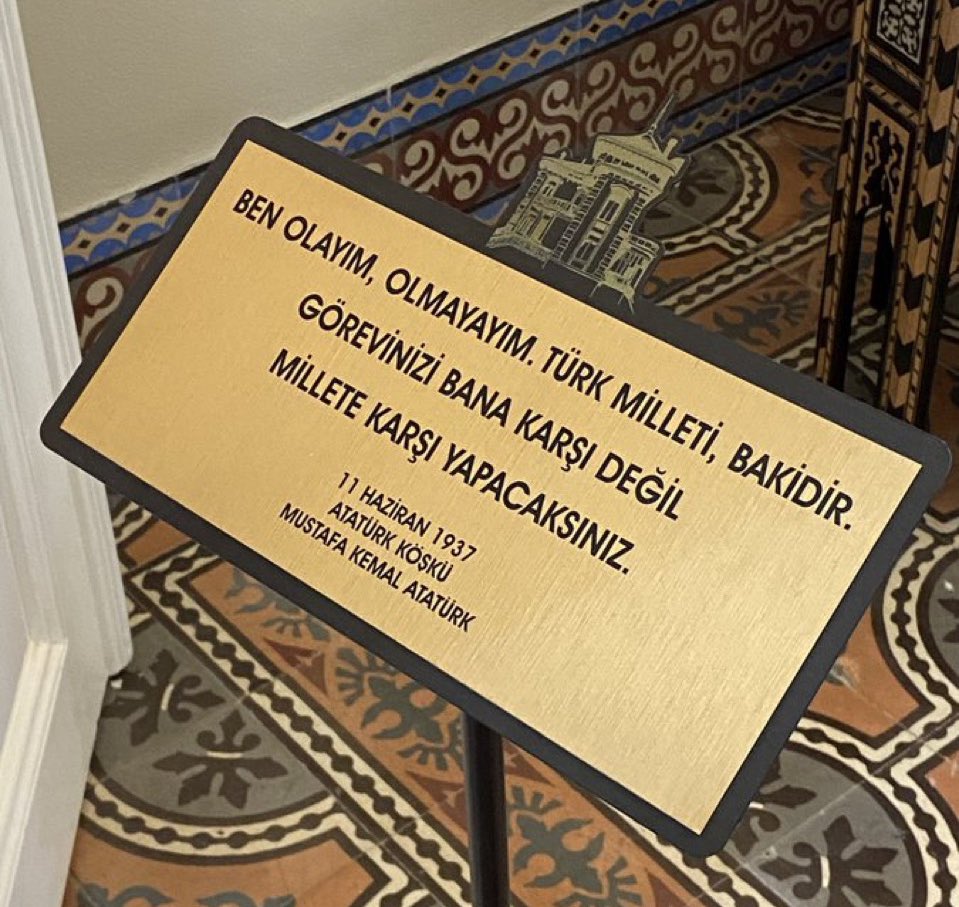 BEN OLAYIM, OLMAYAYIM. TÜRK MİLLETİ, BAKİDİR.
GÖREVİNİZİ BANA KARŞI DEĞİL
MİLLETE KARŞI YAPACAKSINIZ.
11 HAZİRAN 1937
ATATÜRK KÖŞKÜ
MUSTAFA KEMAL ATATÜRK